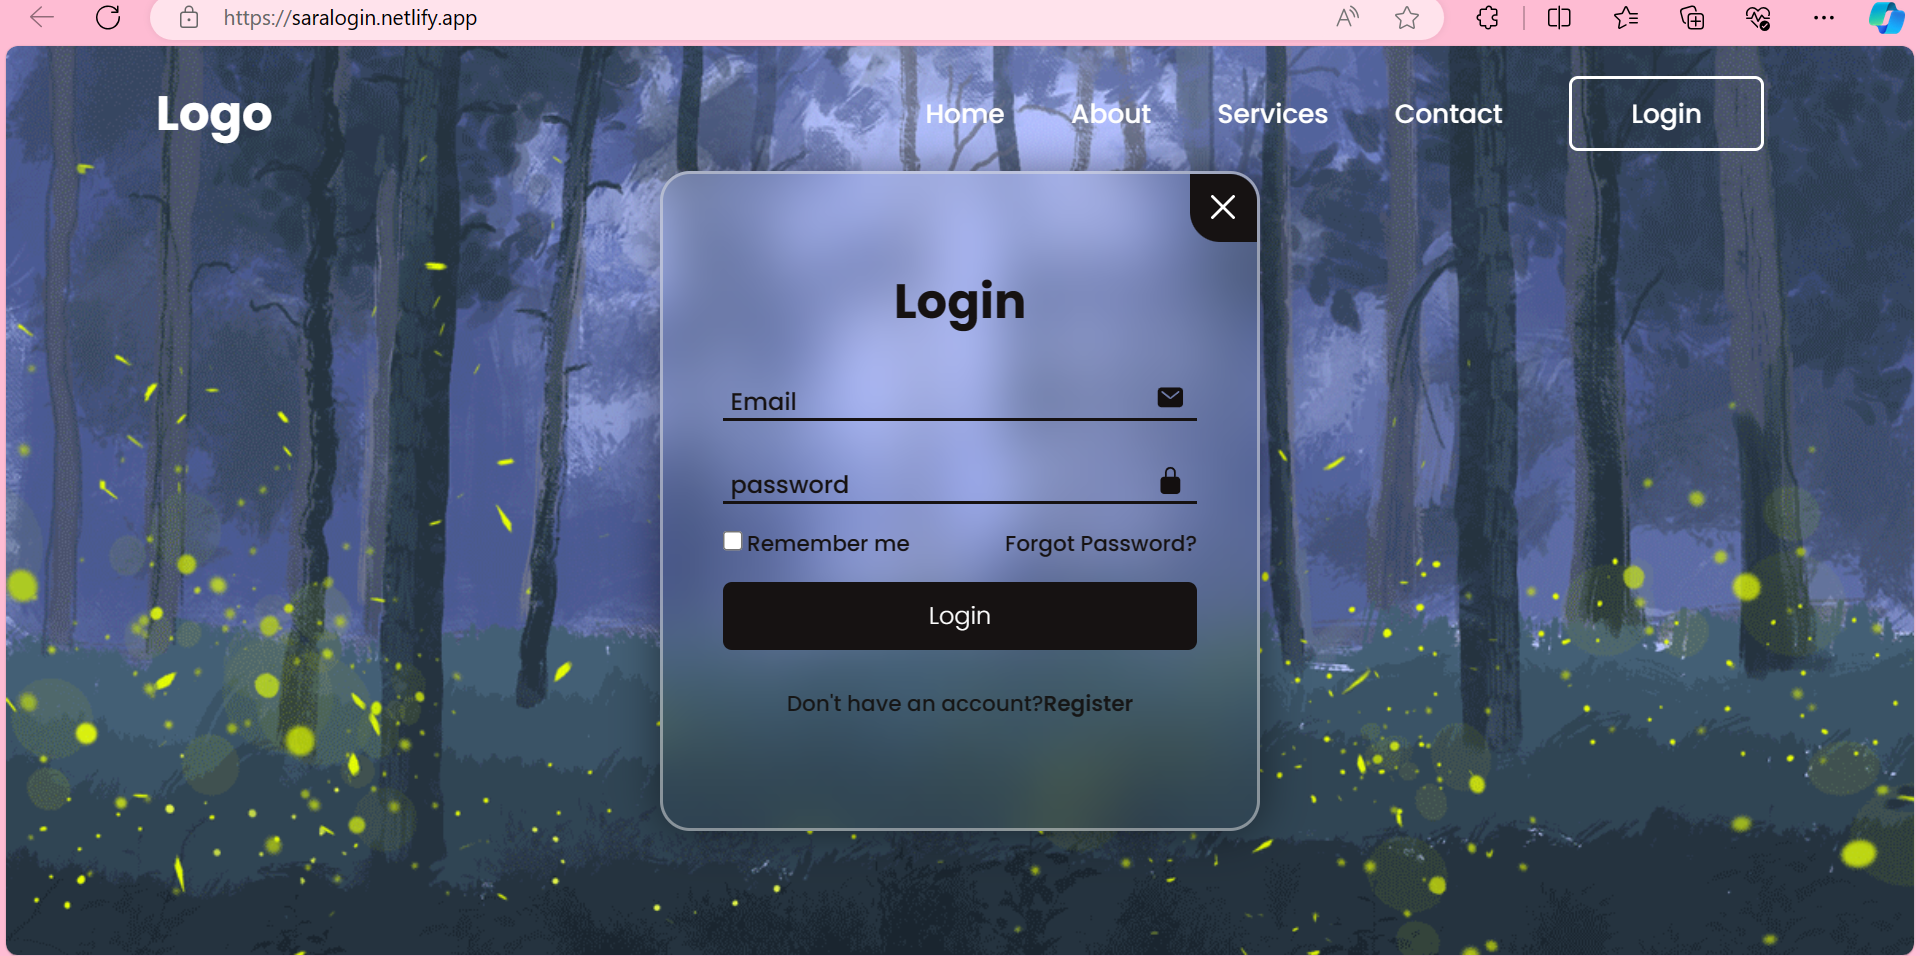 https://saralogin.netlify.app
Logo
Home About Services Contact Login
Login
Email
password
Remember me Forgot Password?
Login
Don't have an account?Register